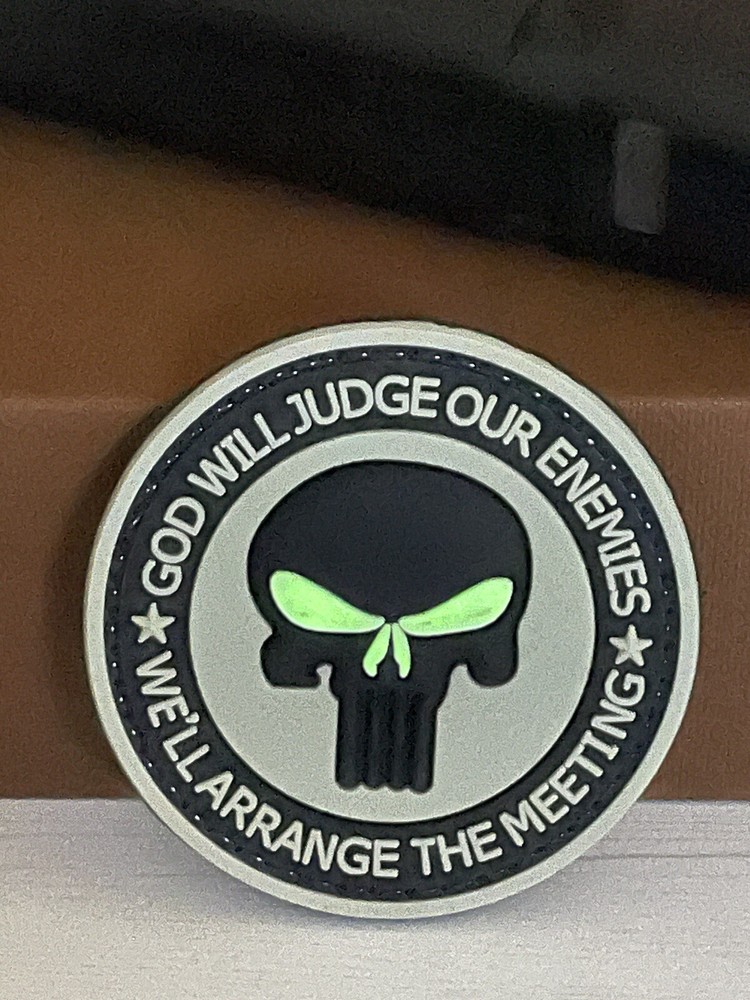 GOD WILL JUDGE OUR ENEMIES
WE'LL ARRANGE THE MEETING